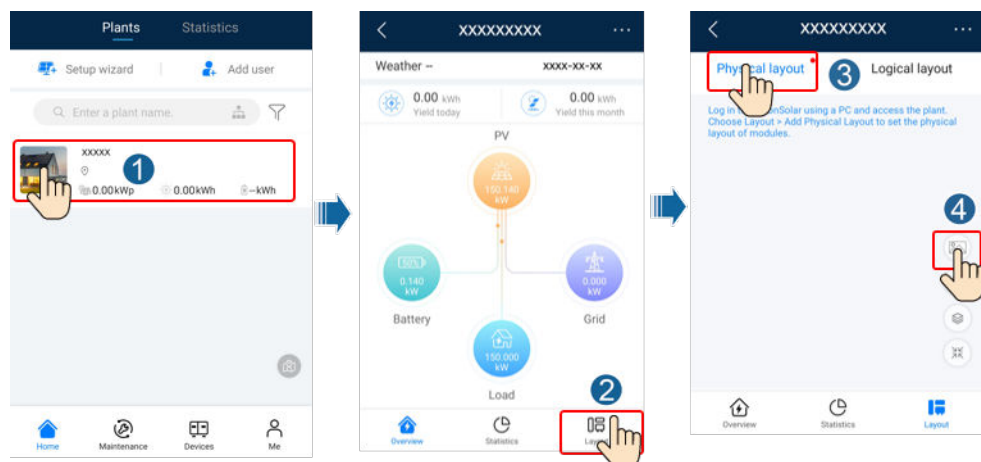 Plants Statistics
Setup wizard Add user
Enter a plant name.
xxxxx
1
0.00kWp 0.00kWh --kWh
Home Maintenance Devices Me
XXXXXXXXX ...
Weather -- xxxx-xx-xx
0.00 kWh 0.00 kWh
Yield today Yield this month
PV
150.140
kW
50%
0.140
kW
0.000
kW
Battery Grid
150.000
kW
Load
2
Overview Statistics
XXXXXXXXX ...
Physical layout 3 Logical layout
Log in using a PC and access the plant.
Choose Layout > Add Physical Layout to set the physical
layout of modules.
4
Overview Statistics Layout